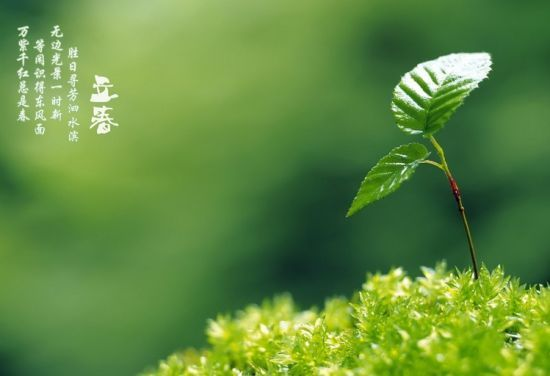 立春
胜日寻芳泗水滨
无边光景一时新
等闲识得东风面
万紫千红总是春